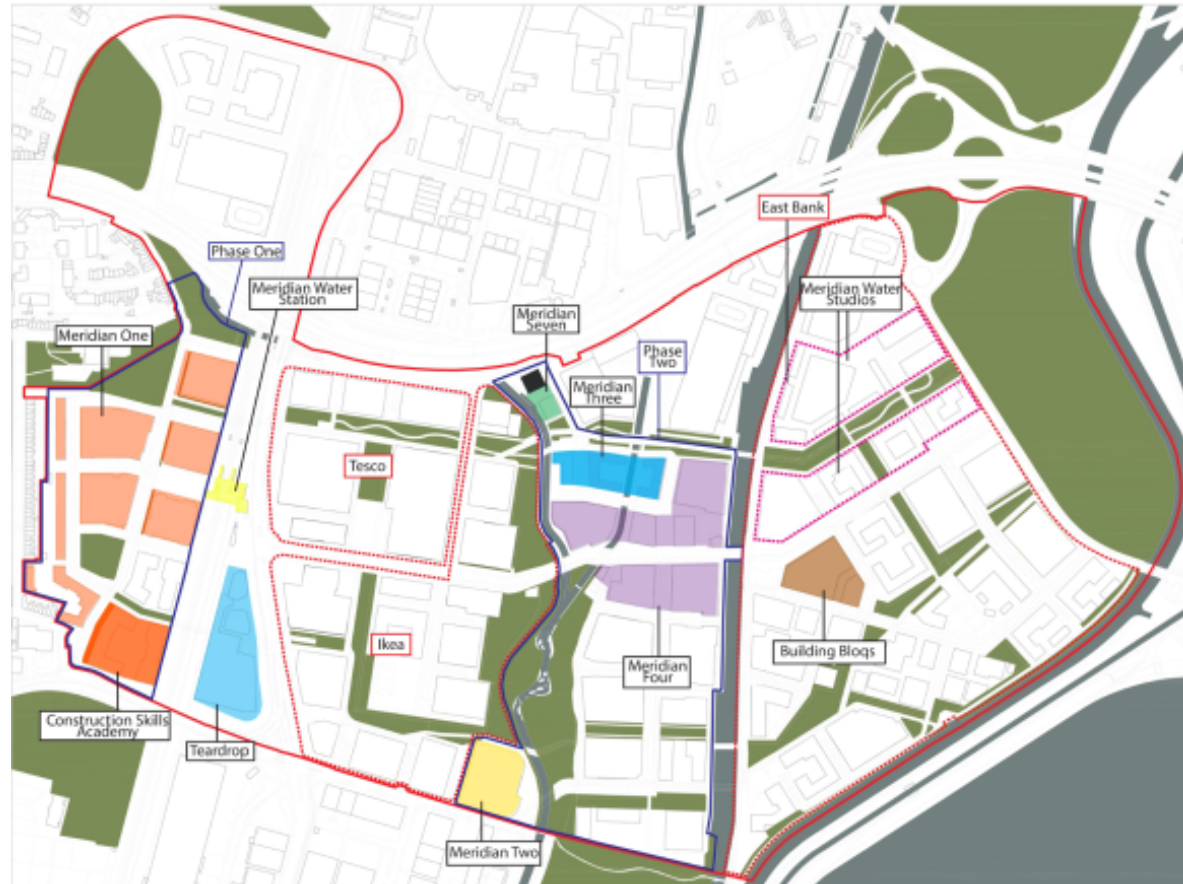 East Bank
Phase One
Meridian Water
Station
Meridian Water
Studios
Meridian
Seven
Meridian One
Phase
Two
Meridian
Three
Tesco
Ikea
Building Bloqs
Meridian
Four
Construction Skills
Academy
Teardrop
Meridian Two